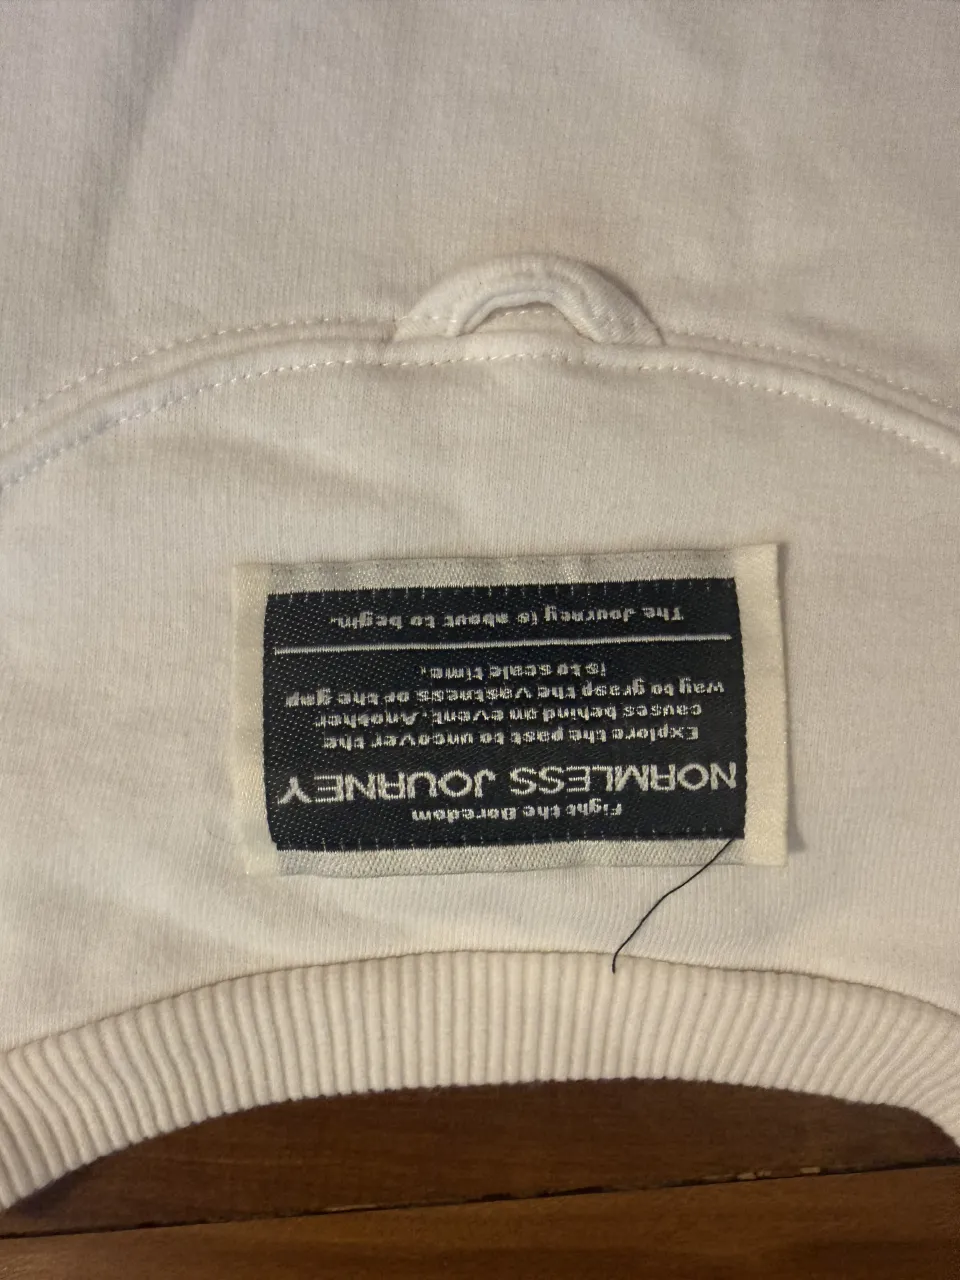 Fight the Boredom
NORMLESS JOURNEY
Explore the past to uncover the
causes behind an event. Another
way to grasp the vastness of the gap
is to scale time.
The Journey is about to begin.